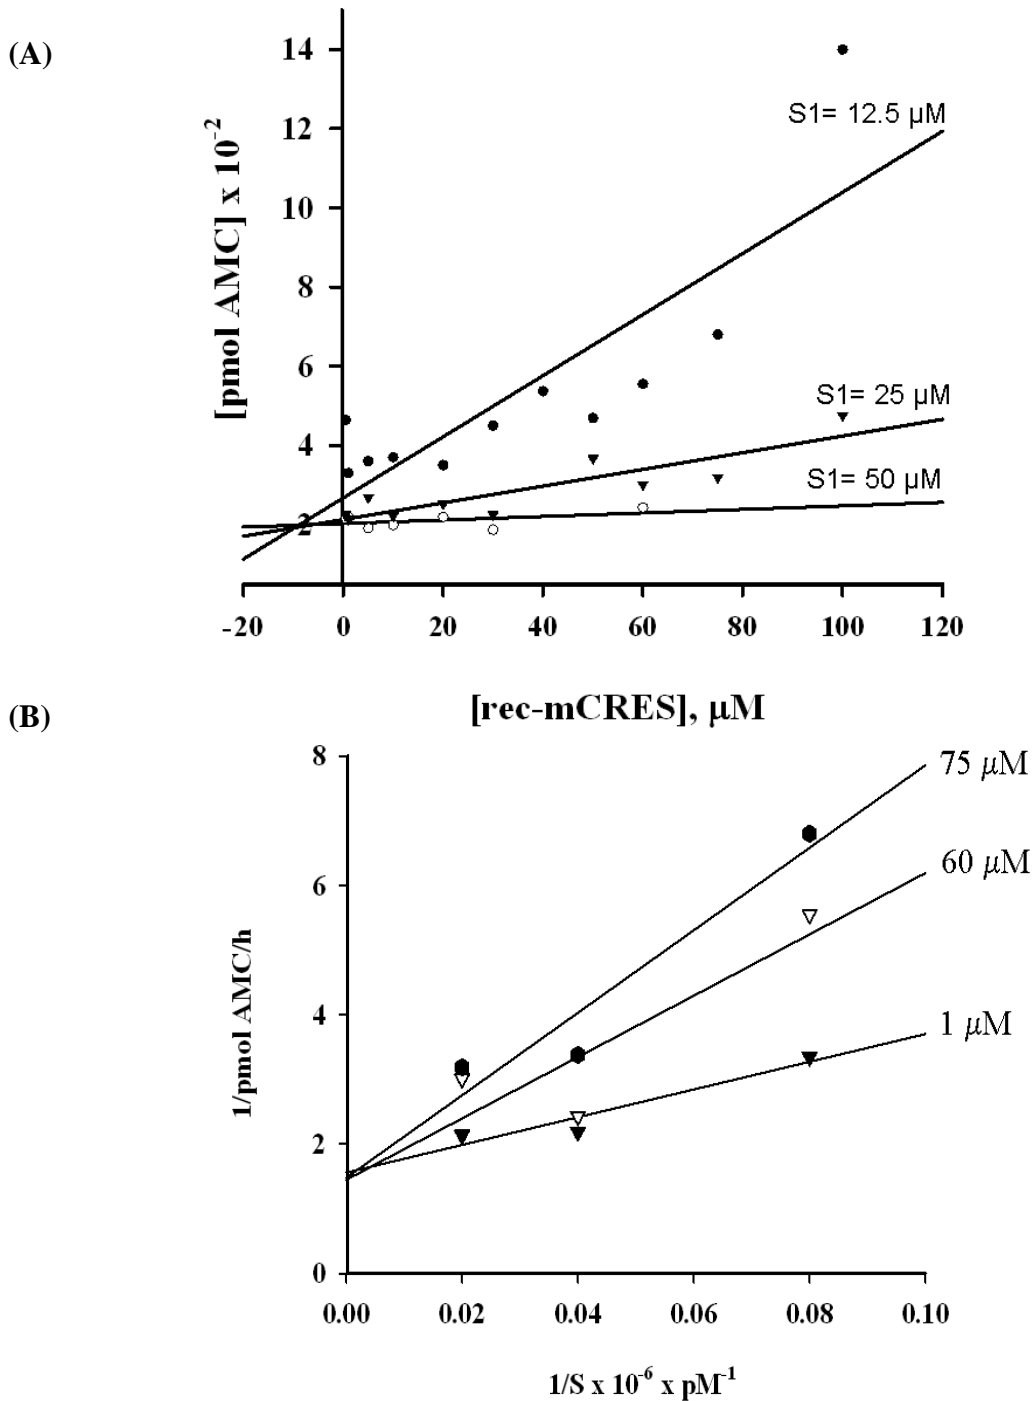 (A)
[pmol AMC] x 10⁻²
14
12
10
8
6
4
2
S1= 12.5 µM
S1= 25 µM
S1= 50 µM
-20 0 20 40 60 80 100 120
[rec-mCRES], µM
(B)
1/pmol AMC/h
8
6
4
2
0
75 µM
60 µM
1 µM
0.00 0.02 0.04 0.06 0.08 0.10
1/S x 10⁻⁶ x pM⁻¹